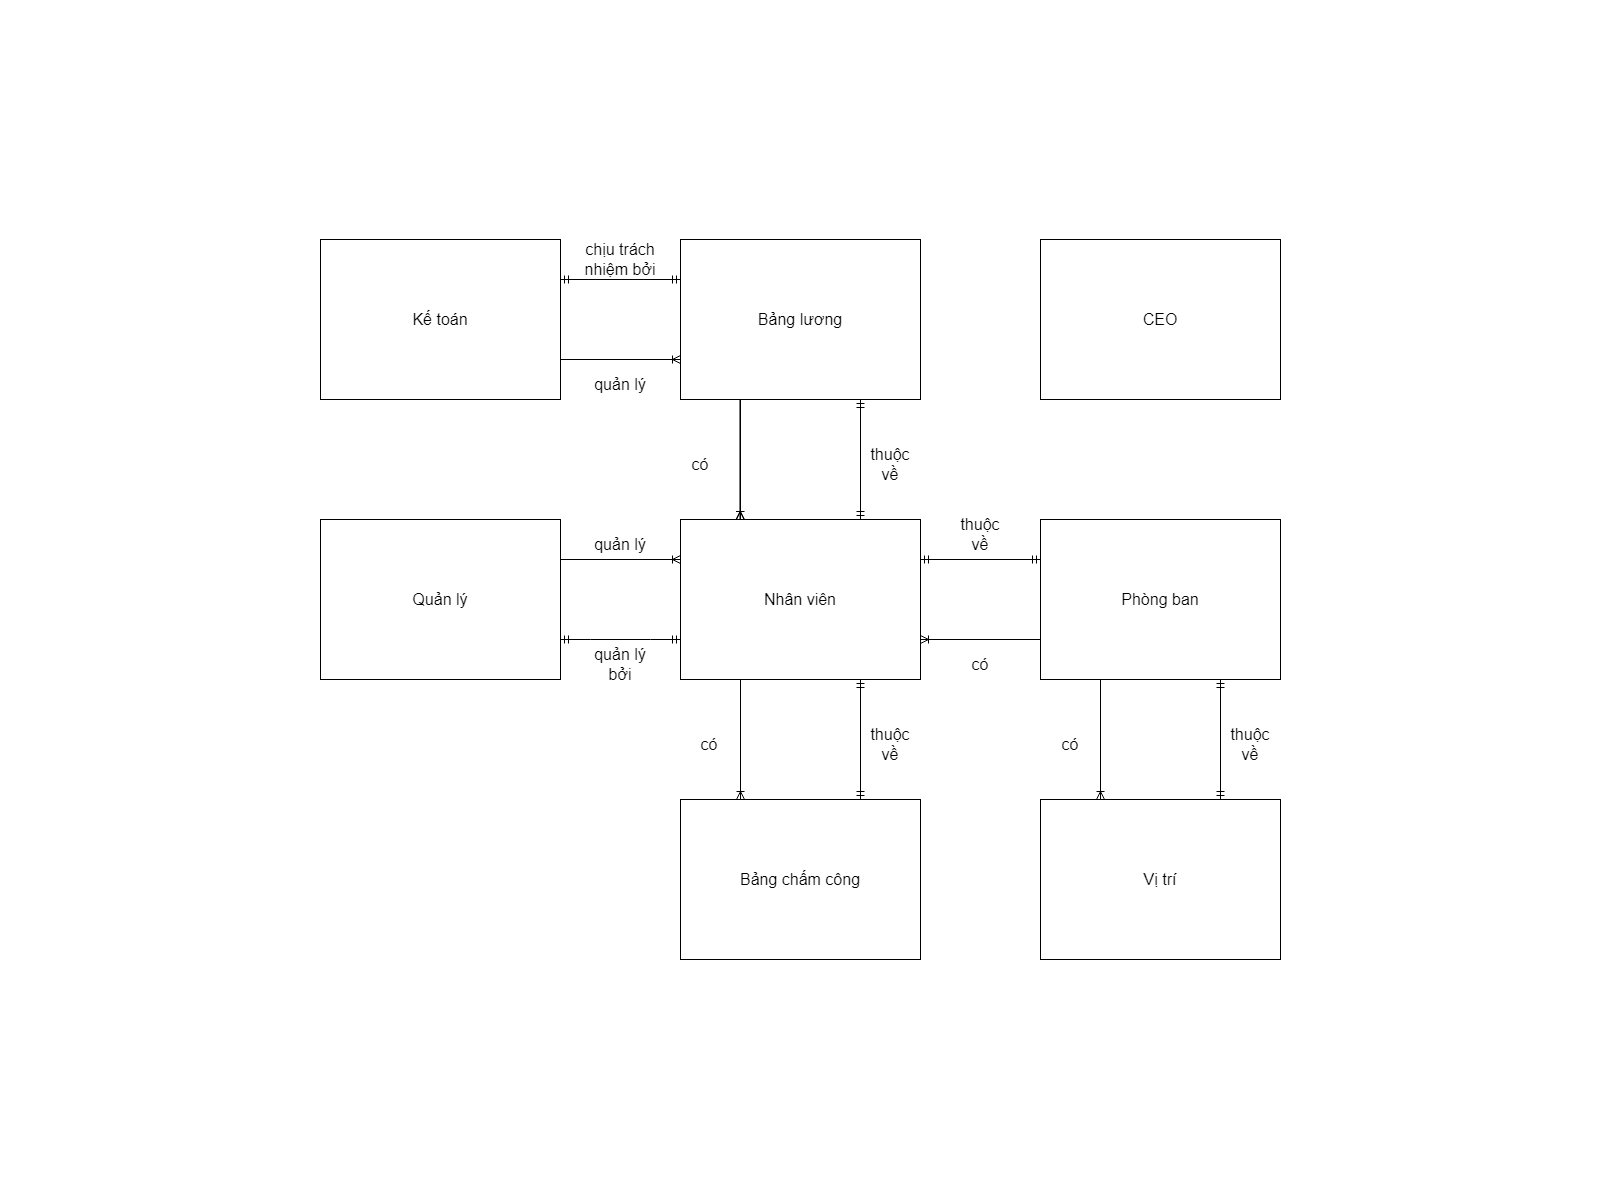 chịu trách
nhiệm bởi
Kế toán
Bảng lương
CEO
quản lý
có
thuộc
về
quản lý
thuộc
về
Quản lý
Nhân viên
Phòng ban
quản lý
bởi
có
có
thuộc
về
có
thuộc
về
Bảng chấm công
Vị trí